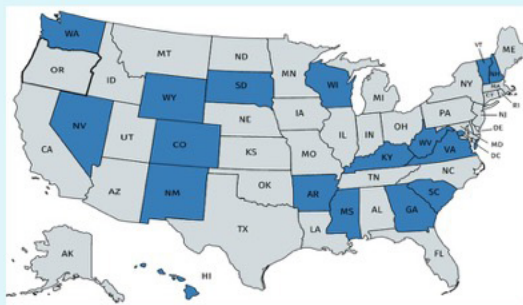 WA
MT
ND
MN
VT
NH
ME
OR
ID
SD
WI
MI
NY
MA
CT
RI
WY
IA
PA
NJ
NV
NE
IL
IN
OH
DE
MD
DC
CA
UT
CO
KS
MO
KY
WV
VA
AZ
NM
OK
AR
TN
NC
SC
TX
LA
MS
AL
GA
FL
AK
HI